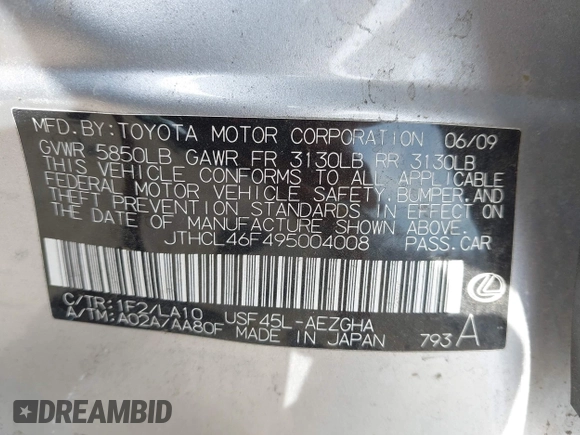 MFD.BY:TOYOTA MOTOR CORPORATION 06/09
GVWR 5850LB GAWR FR 3130LB RR 3130LB
THIS VEHICLE CONFORMS TO ALL APPLICABLE
FEDERAL MOTOR VEHICLE SAFETY,BUMPER,AND
THEFT PREVENTION STANDARDS IN EFFECT ON
THE DATE OF MANUFACTURE SHOWN ABOVE.
JTHCL46F495004008 PASS.CAR
C/TR:1F2/LA10 USF45L-AEZGHA
A/TM:A02A/AA80F MADE IN JAPAN 793 A
DREAMBID